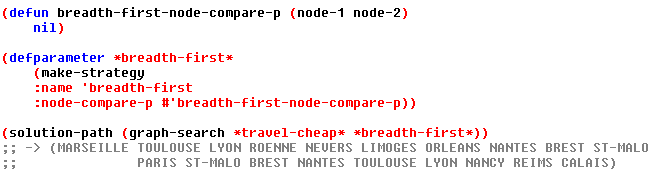 (defun breadth-first-node-compare-p (node-1 node-2)
    nil)
(defparameter *breadth-first*
    (make-strategy
    :name 'breadth-first
    :node-compare-p #'breadth-first-node-compare-p))
(solution-path (graph-search *travel-cheap* *breadth-first*))
;; -> (MARSEILLE TOULOUSE LYON ROENNE NEVERS LIMOGES ORLEANS NANTES BREST ST-MALO
;;            PARIS ST-MALO BREST NANTES TOULOUSE LYON NANCY REIMS CALAIS)